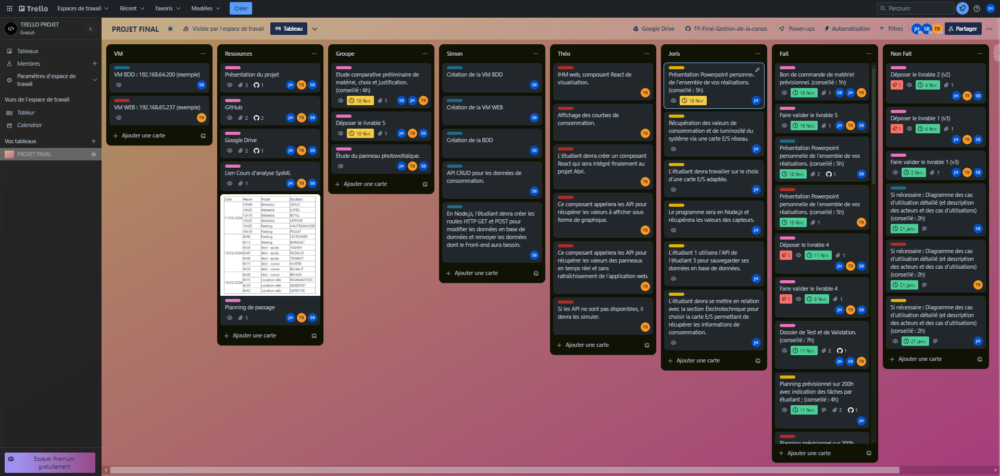 Trello
Espaces de travail
Récent
Favoris
Modèles
Créer
Parcourir
JH
TRELLO PROJET
Gratuit
Tableaux
Membres
Paramètres d'espace de
travail
Vues de l'espace de travail
Tableur
Calendrier
Vos tableaux
PROJET FINAL
Essayer Premium
gratuitement
PROJET FINAL
Visible par l'espace de travail
Tableau
Google Drive
TP-Final-Gestion-de-la-conso
Power-ups
Automatisation
Filtres
JH SB TB
Partager
VM
VM BDD : 192.168.64.200 (exemple)
SB
VM WEB : 192.168.65.237 (exemple)
TB
Ajouter une carte
Ressources
Présentation du projet
3 1 JH TB SB
GitHub
2 2 JH TB SB
Google Drive
2 1 JH TB SB
Lien Cours d'analyse SysML
1 JH TB SB
Date Heure Projet Etudiant
14h40 Webedia LEDUC
14h55 Webedia LOPES
11/03/2024 15h10 Webedia BOTEL
15h25 Webedia LEFEVRE
15h55 Parking HAUTEMANIERE
16h10 Parking POLLET
8h00 Parking LECRONIER
8h15 Parking BURGUET
8h30 Abri - accès TABARY
13/03/2024 8h45 Abri - accès PAZIAUD
9h00 Abri - accès TIENNOT
9h15 Abri - conso HURTEL
9h30 Abri - conso BILHAUT
8h00 Abri - conso BRIAUX
15/03/2024 8h15 Location vélo NGANAMODEI
8h30 Location vélo SENEPART
8h45 Location vélo LEPRETRE
Planning de passage
1 JH TB SB
Ajouter une carte
Groupe
Etude comparative préliminaire de
matériel, choix et justification.
(conseillé : 6h)
18 févr. 1 SB JH TB
Déposer le livrable 5
18 févr. 1 JH TB SB
Étude du panneau photovoltaïque.
JH TB SB
Ajouter une carte
Simon
Création de la VM BDD
SB
Création de la VM WEB
SB
Création de la BDD
SB
API CRUD pour les données de
consommation.
SB
En Node.js, l'étudiant devra créer les
routes HTTP GET et POST pour
modifier les données en base de
données et renvoyer les données
dont le Front-end aura besoin.
SB
Ajouter une carte
Théo
IHM web, composant React de
visualisation.
TB
Affichage des courbes de
consommation.
TB
L'étudiant devra créer un composant
React qui sera intégré finalement au
projet Abri.
TB
Ce composant appellera les API pour
récupérer les valeurs à afficher sous
forme de graphique.
TB
Ce composant appellera les API pour
récupérer les valeurs des panneaux
en temps réel et sans
rafraîchissement de l'application web.
TB
Si les API ne sont pas disponibles, il
devra les simuler.
TB
Ajouter une carte
Joris
Présentation Powerpoint personne...
de l'ensemble de vos réalisations.
(conseillé : 5h)
18 févr. JH
Récupération des valeurs de
consommation et de luminosité du
système via une carte E/S réseau.
JH
L'étudiant devra travailler sur le choix
d'une carte E/S adaptée.
JH
Le programme sera en Node.js et
récupérera les valeurs des capteurs.
JH
L'étudiant 1 utilisera l'API de
l'étudiant 3 pour sauvegarder ses
données en base de données.
JH
L'étudiant devra se mettre en relation
avec la section Électrotechnique pour
choisir la carte E/S permettant de
récupérer les informations de
consommation.
JH
Ajouter une carte
Fait
Bon de commande de matériel
prévisionnel. (conseillé : 1h)
18 févr. 1 SB JH TB
Faire valider le livrable 5
16 févr. 1 JH TB SB
Présentation Powerpoint
personnelle de l'ensemble de vos
réalisations. (conseillé : 5h)
18 févr. 2 1 SB
Présentation Powerpoint
personnelle de l'ensemble de vos
réalisations. (conseillé : 5h)
18 févr. 1 TB
Déposer le livrable 4
1 11 févr. 1
JH TB SB
Faire valider le livrable 4
1 9 févr. 1
JH TB SB
Dossier de Test et de Validation.
(conseillé : 7h)
11 févr. 2 1
JH SB TB
Planning prévisionnel sur 200h
avec indication des tâches par
étudiant ; (conseillé : 4h)
11 févr. 2 1
JH
Planning prévisionnel sur 200h
Ajouter une carte
Non Fait
Déposer le livrable 2 (v2)
1 4 févr. 1
JH TB SB
Déposer le livrable 1 (v3)
1 4 févr. 1
JH TB SB
Faire valider le livrable 1 (v3)
2 févr. 1 JH TB SB
Si nécessaire : Diagramme des cas
d'utilisation détaillé (et description
des acteurs et des cas d'utilisations)
(conseillé : 2h)
21 janv. SB
Si nécessaire : Diagramme des cas
d'utilisation détaillé (et description
des acteurs et des cas d'utilisations)
(conseillé : 2h)
21 janv. TB
Si nécessaire : Diagramme des cas
d'utilisation détaillé (et description
des acteurs et des cas d'utilisations)
(conseillé : 2h)
21 janv. JH
Ajouter une carte